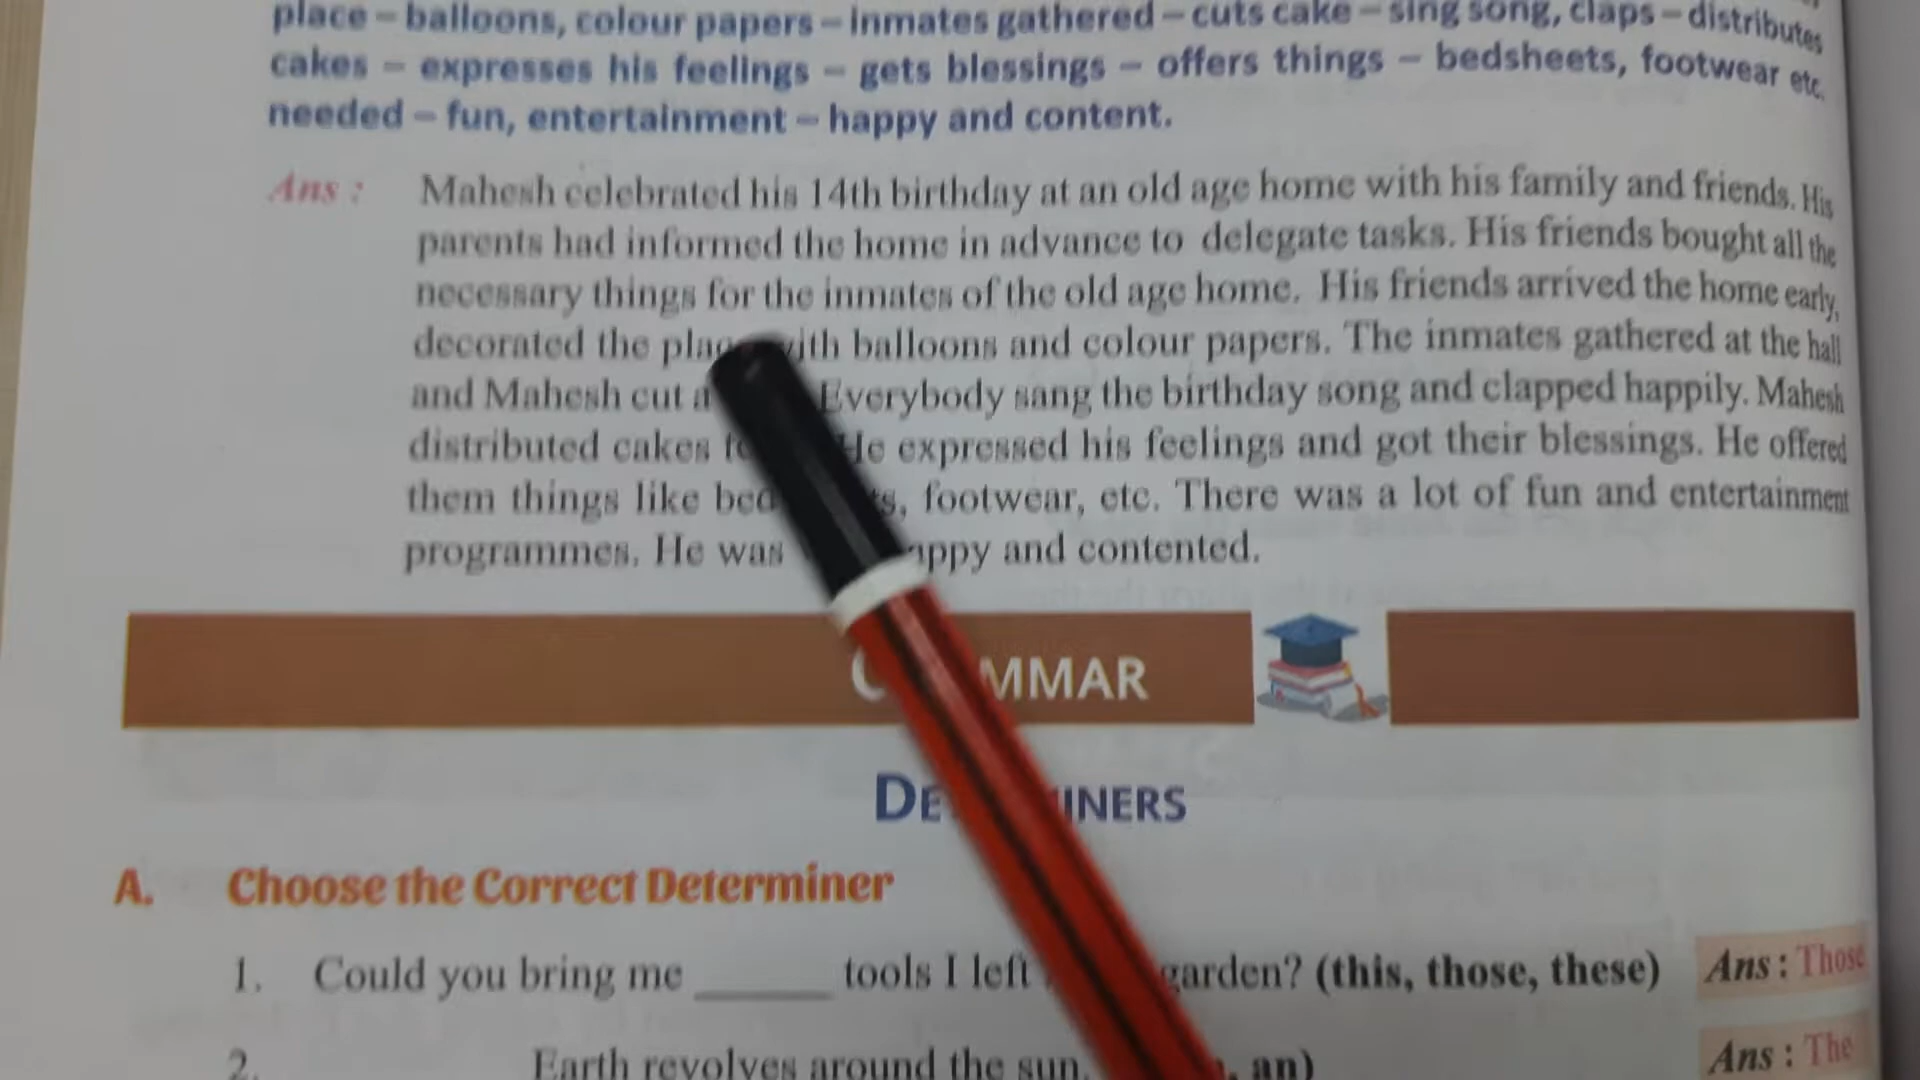 place – balloons, colour papers – inmates gathered – cuts cake – sing song, claps – distributes
cakes – expresses his feelings – gets blessings – offers things – bedsheets, footwear etc.
needed – fun, entertainment – happy and content.
Ans : Mahesh celebrated his 14th birthday at an old age home with his family and friends. His
parents had informed the home in advance to delegate tasks. His friends bought all the
necessary things for the inmates of the old age home. His friends arrived the home early,
decorated the with balloons and colour papers. The inmates gathered at the hall
and Mahesh cut Everybody sang the birthday song and clapped happily. Mahesh
distributed cakes He expressed his feelings and got their blessings. He offered
them things like footwear, etc. There was a lot of fun and entertainment
programmes. He was and contented.
A. Choose the Correct Determiner
1. Could you bring me ______ tools I left garden? (this, those, these) Ans : Those
2. Earth revolves around the sun. an) Ans : The